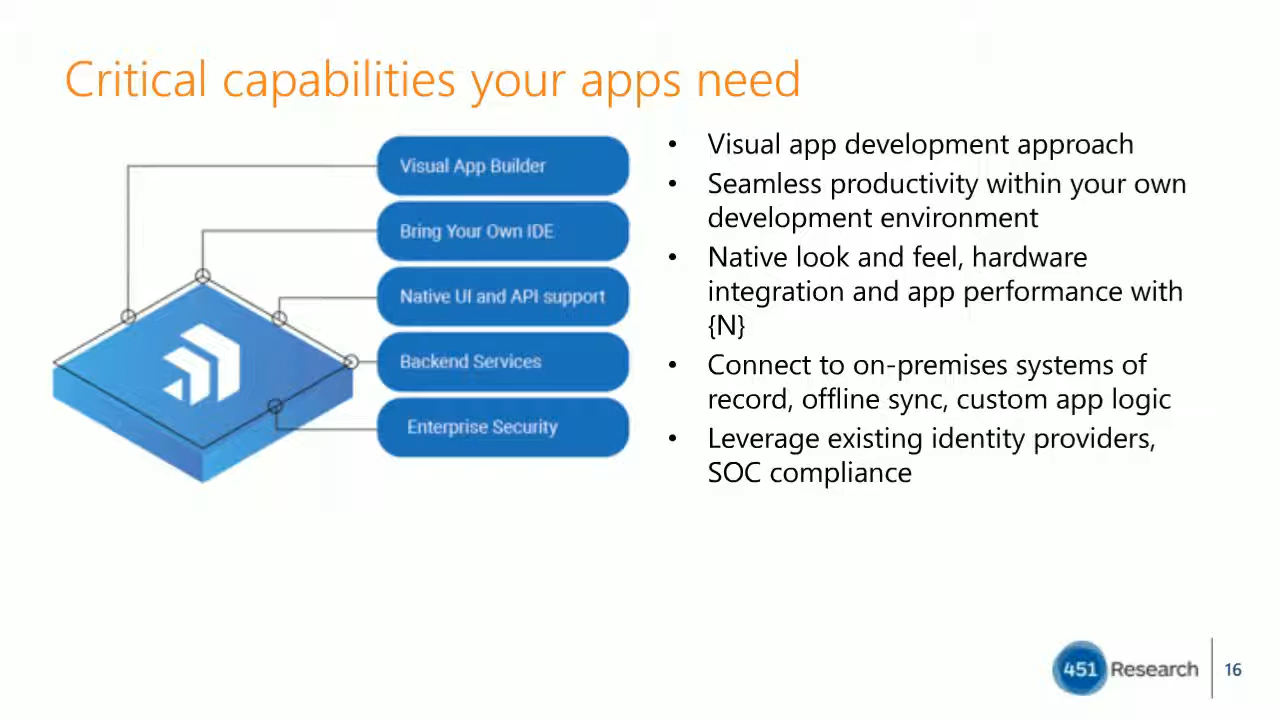 Critical capabilities your apps need
Visual App Builder
Bring Your Own IDE
Native UI and API support
Backend Services
Enterprise Security
• Visual app development approach
• Seamless productivity within your own
development environment
• Native look and feel, hardware
integration and app performance with
{N}
• Connect to on-premises systems of
record, offline sync, custom app logic
• Leverage existing identity providers,
SOC compliance
451 Research
16